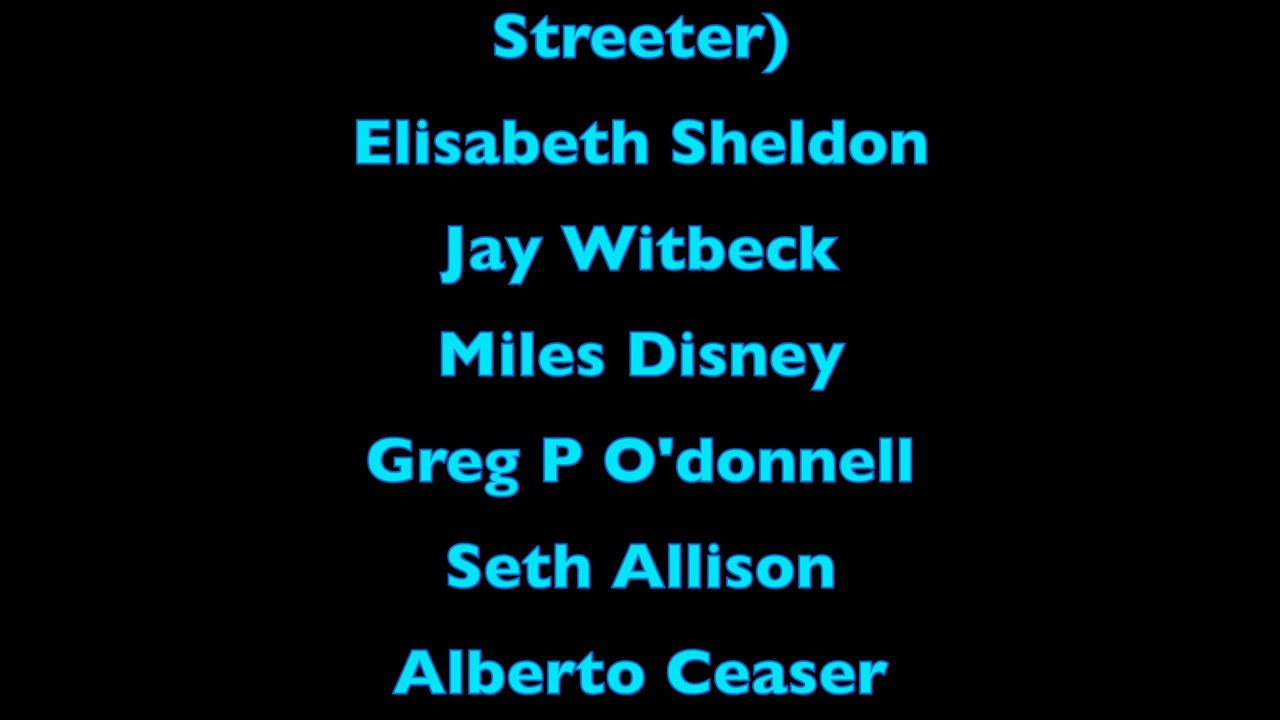 Streeter)
Elisabeth Sheldon
Jay Witbeck
Miles Disney
Greg P O'donnell
Seth Allison
Alberto Ceaser